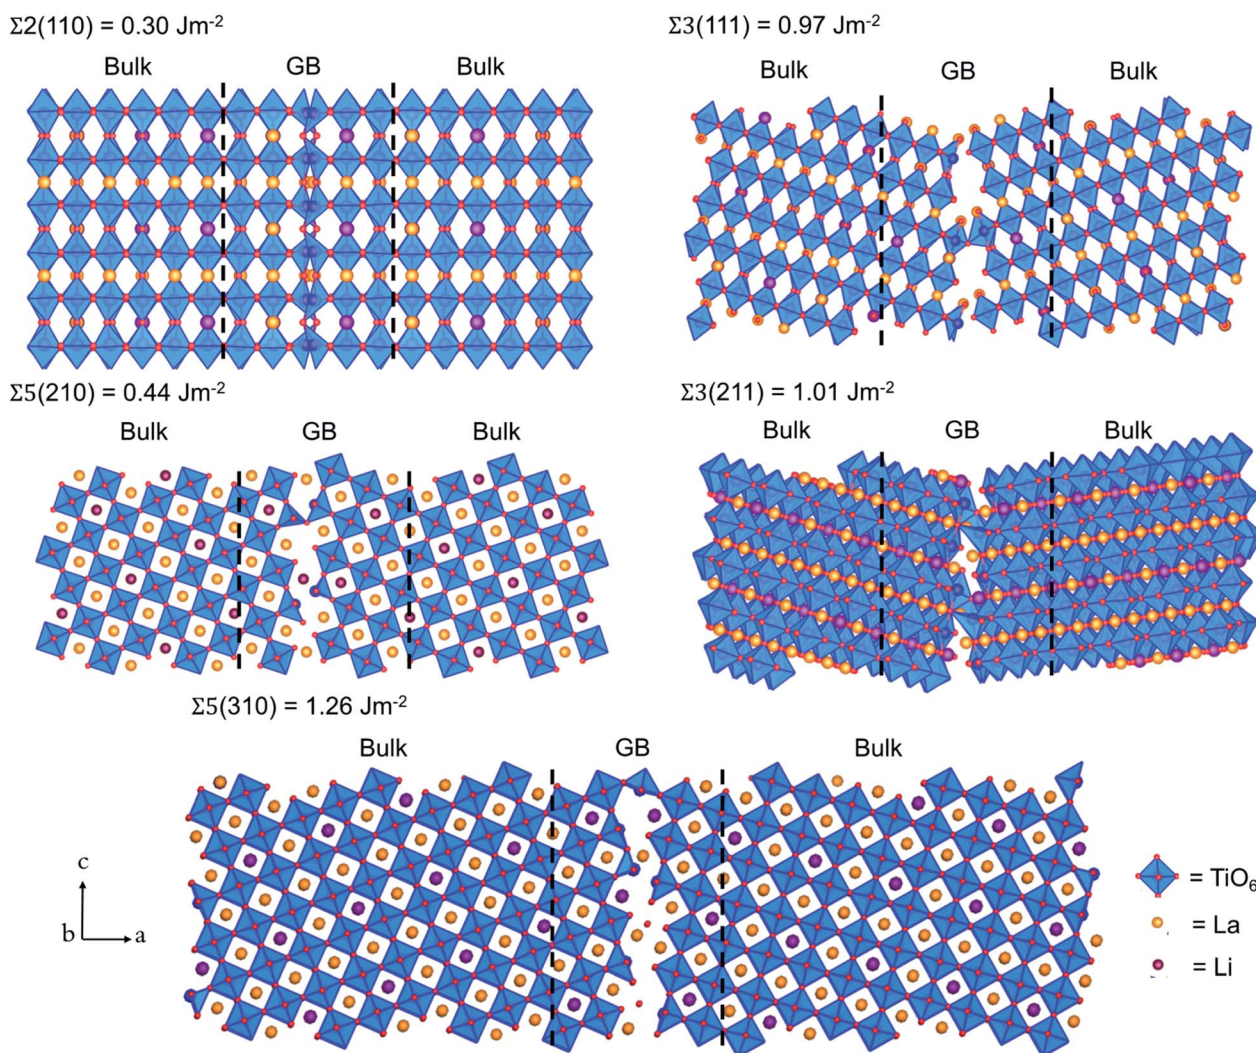 Σ2(110) = 0.30 Jm⁻²
Bulk GB Bulk
Σ3(111) = 0.97 Jm⁻²
Bulk GB Bulk
Σ5(210) = 0.44 Jm⁻²
Bulk GB Bulk
Σ3(211) = 1.01 Jm⁻²
Bulk GB Bulk
Σ5(310) = 1.26 Jm⁻²
Bulk GB Bulk
c
b a
= TiO₆
= La
= Li